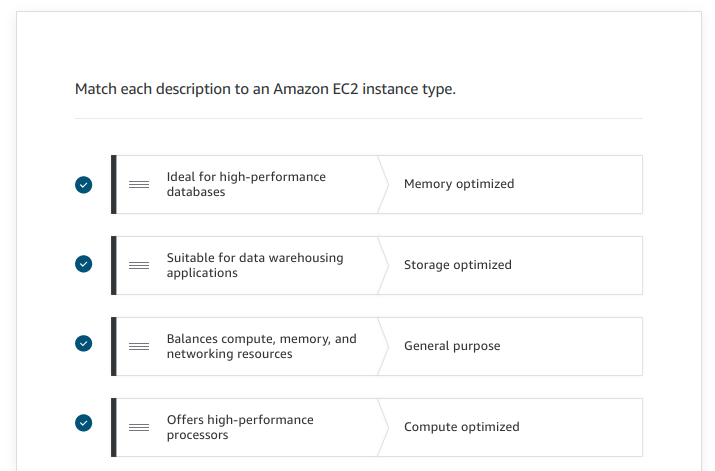 Match each description to an Amazon EC2 instance type.
Ideal for high-performance
databases
Memory optimized
Suitable for data warehousing
applications
Storage optimized
Balances compute, memory, and
networking resources
General purpose
Offers high-performance
processors
Compute optimized